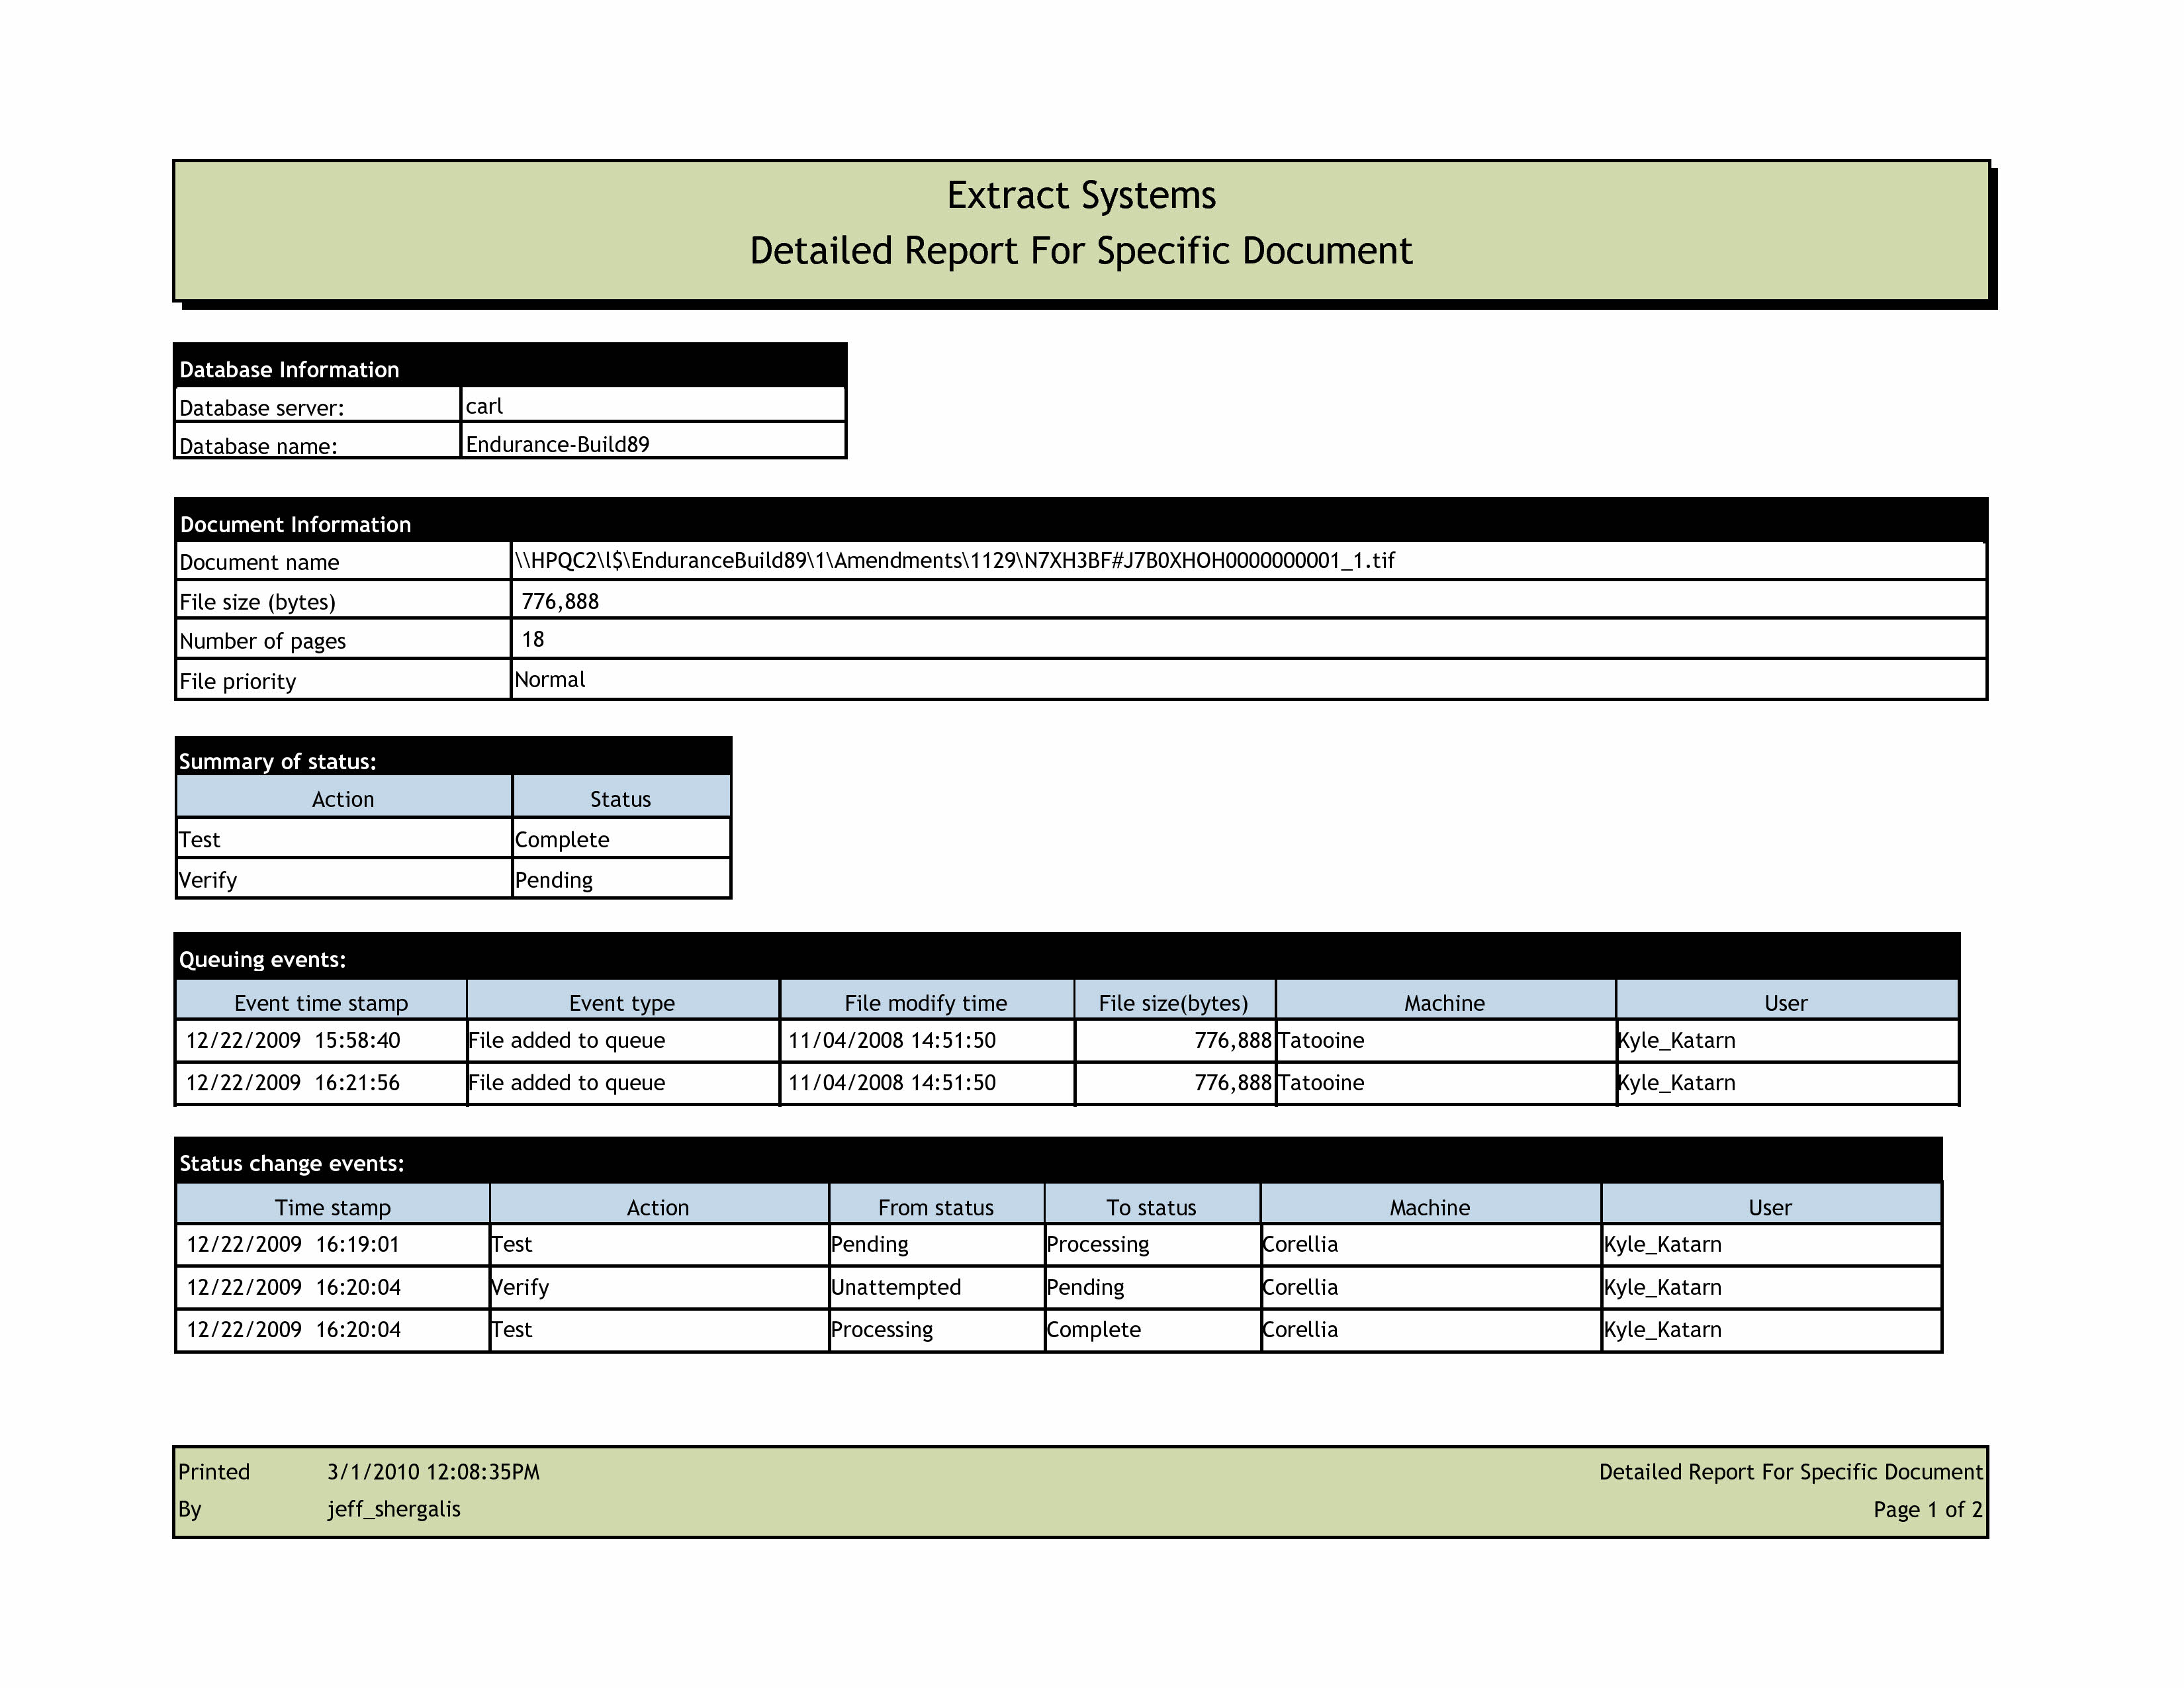 Extract Systems
Detailed Report For Specific Document
Database Information
Database server: carl
Database name: Endurance-Build89
Document Information
Document name \\HPQC2\l$\EnduranceBuild89\1\Amendments\1129\N7XH3BF#J7B0XHOH0000000001_1.tif
File size (bytes) 776,888
Number of pages 18
File priority Normal
Summary of status:
Action Status
Test Complete
Verify Pending
Queuing events:
Event time stamp Event type File modify time File size(bytes) Machine User
12/22/2009 15:58:40 File added to queue 11/04/2008 14:51:50 776,888 Tatooine Kyle_Katarn
12/22/2009 16:21:56 File added to queue 11/04/2008 14:51:50 776,888 Tatooine Kyle_Katarn
Status change events:
Time stamp Action From status To status Machine User
12/22/2009 16:19:01 Test Pending Processing Corellia Kyle_Katarn
12/22/2009 16:20:04 Verify Unattempted Pending Corellia Kyle_Katarn
12/22/2009 16:20:04 Test Processing Complete Corellia Kyle_Katarn
Printed 3/1/2010 12:08:35PM Detailed Report For Specific Document
By jeff_shergalis Page 1 of 2